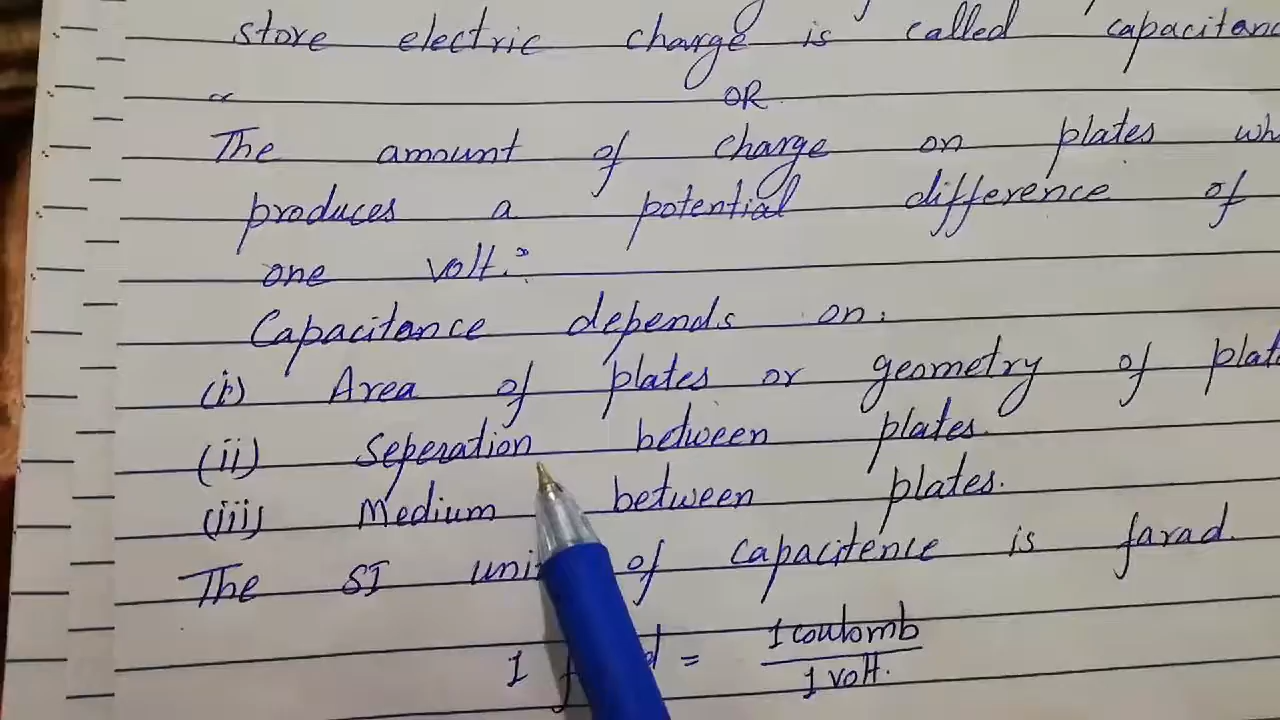 store electric charge is called capacitanc
OR
The amount of charge on plates wh
produces a potential difference of
one volt.
Capacitance depends on:
(i) Area of plates or geometry of plat
(ii) Seperation between plates.
(iii) Medium between plates.
The SI unit of capacitence is farad.
1 f d = 1 coulomb
1 volt.